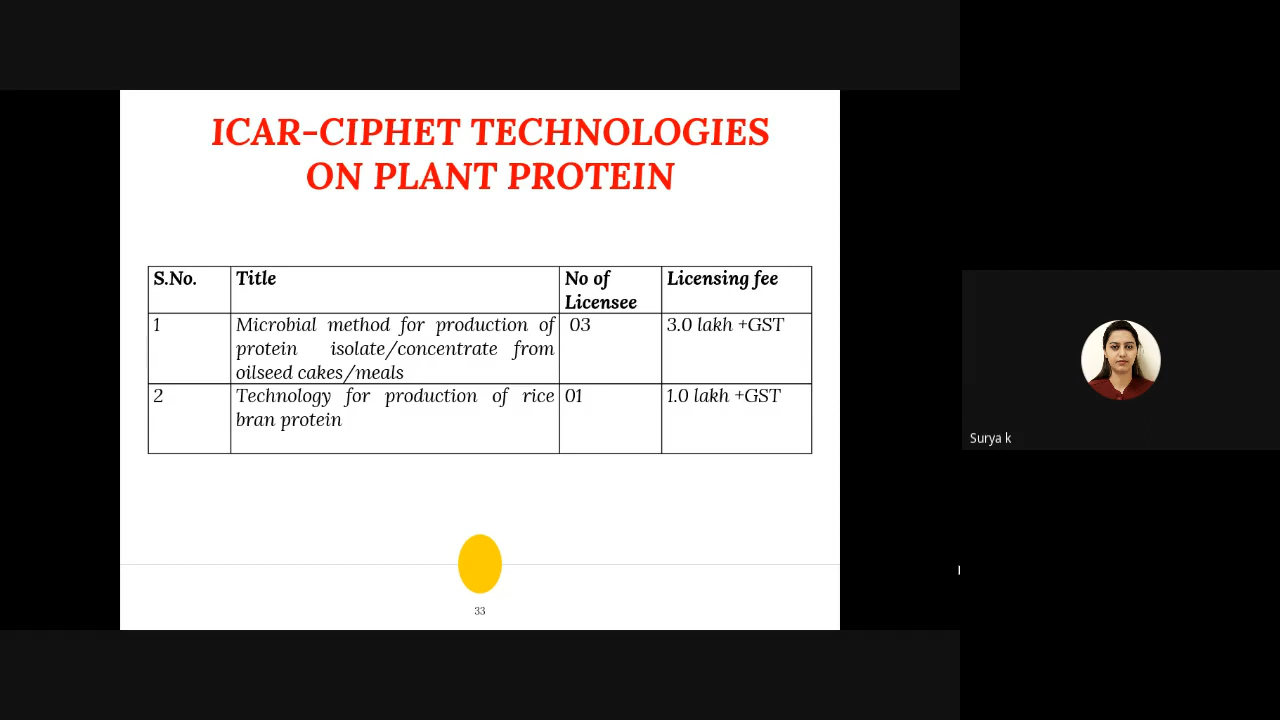 ICAR-CIPHET TECHNOLOGIES
ON PLANT PROTEIN
S.No. Title No of Licensee Licensing fee
1 Microbial method for production of protein isolate/concentrate from oilseed cakes/meals 03 3.0 lakh +GST
2 Technology for production of rice bran protein 01 1.0 lakh +GST
33
Surya k